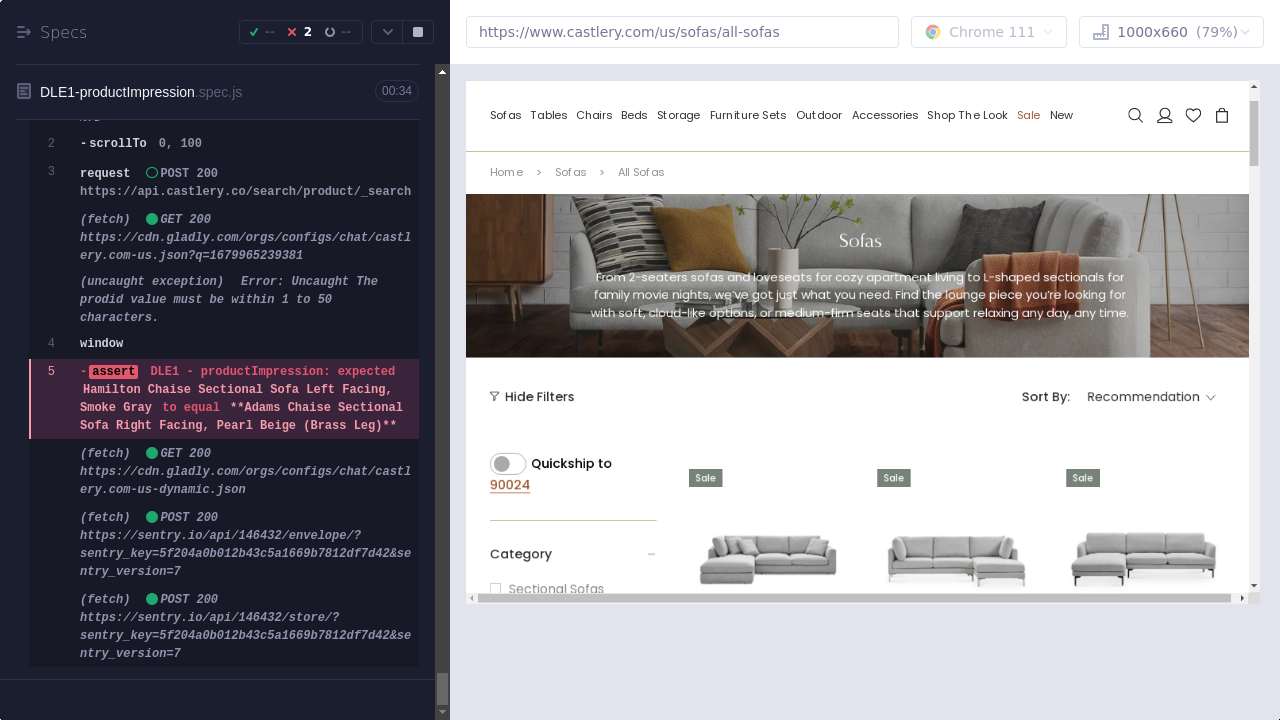 Specs
--
2
--
https://www.castlery.com/us/sofas/all-sofas
Chrome 111
1000x660 (79%)
DLE1-productImpression.spec.js
00:34
2 -scrollTo 0, 100
3 request POST 200
https://api.castlery.co/search/product/_search
(fetch) GET 200
https://cdn.gladly.com/orgs/configs/chat/castl
ery.com-us.json?q=1679965239381
(uncaught exception) Error: Uncaught The
prodid value must be within 1 to 50
characters.
4 window
5 -assert DLE1 - productImpression: expected
Hamilton Chaise Sectional Sofa Left Facing,
Smoke Gray to equal **Adams Chaise Sectional
Sofa Right Facing, Pearl Beige (Brass Leg)**
(fetch) GET 200
https://cdn.gladly.com/orgs/configs/chat/castl
ery.com-us-dynamic.json
(fetch) POST 200
https://sentry.io/api/146432/envelope/?
sentry_key=5f204a0b012b43c5a1669b7812df7d42&se
ntry_version=7
(fetch) POST 200
https://sentry.io/api/146432/store/?
sentry_key=5f204a0b012b43c5a1669b7812df7d42&se
ntry_version=7
Sofas Tables Chairs Beds Storage Furniture Sets Outdoor Accessories Shop The Look Sale New
Home > Sofas > All Sofas
Sofas
From 2-seaters sofas and loveseats for cozy apartment living to L-shaped sectionals for
family movie nights, we've got just what you need. Find the lounge piece you're looking for
with soft, cloud-like options, or medium-firm seats that support relaxing any day, any time.
Hide Filters
Sort By: Recommendation
Quickship to
90024
Sale
Sale
Sale
Category
Sectional Sofas